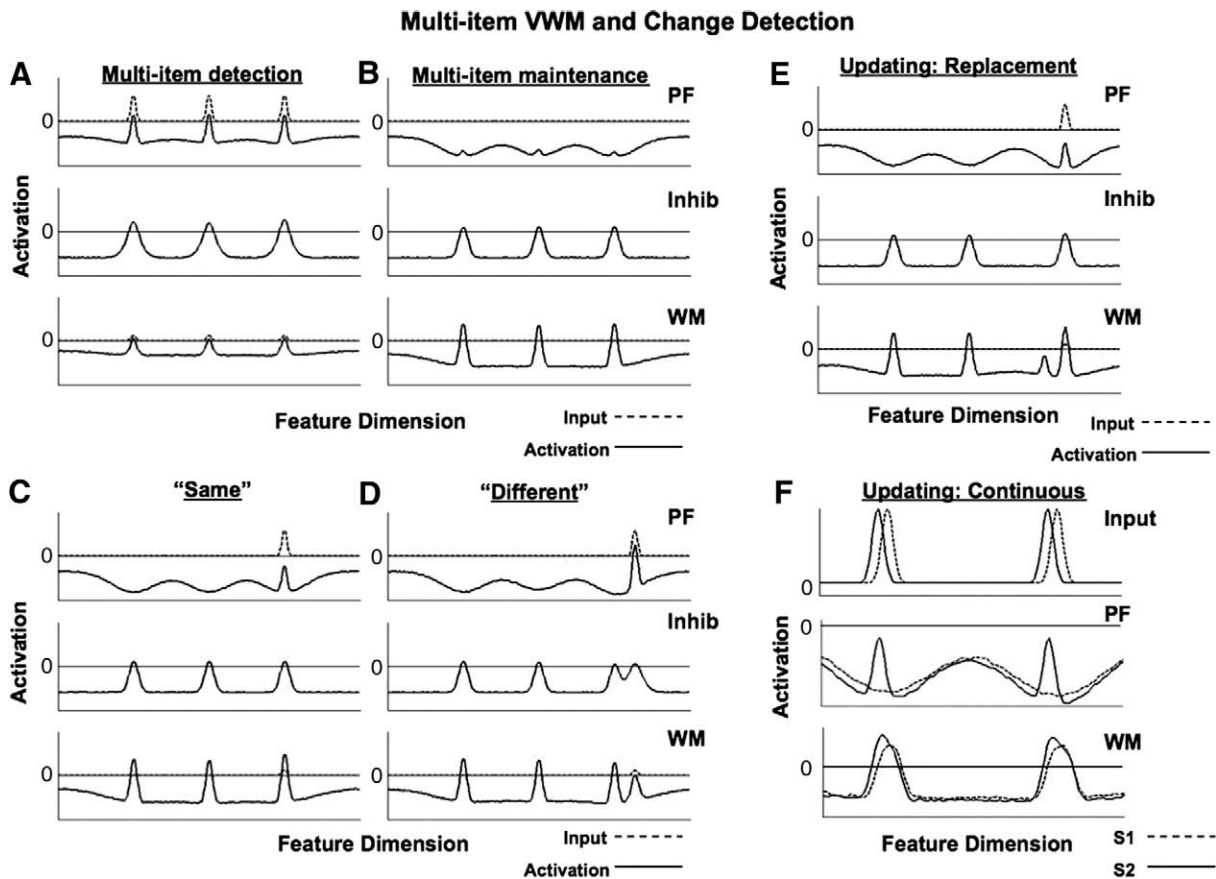 Multi-item VWM and Change Detection
A
Multi-item detection
B
Multi-item maintenance
PF
0
0
Inhib
0
0
WM
0
0
Activation
Feature Dimension
Input
Activation
E
Updating: Replacement
PF
0
Inhib
0
WM
0
Activation
Feature Dimension
Input
Activation
C
"Same"
D
"Different"
PF
0
0
Inhib
0
0
WM
0
0
Activation
Feature Dimension
Input
Activation
F
Updating: Continuous
Input
0
PF
0
WM
0
Activation
Feature Dimension
S1
S2